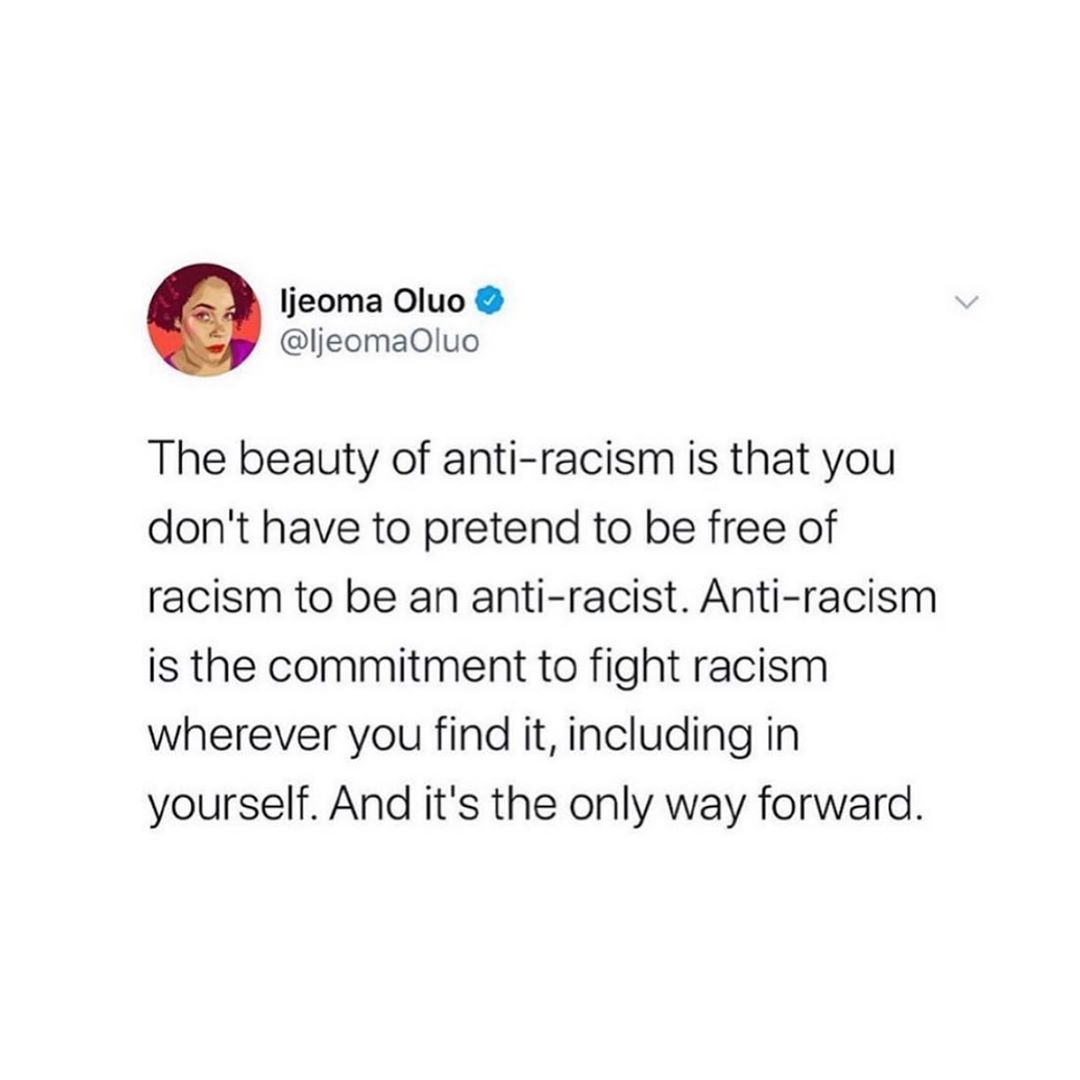 Ijeoma Oluo
@IjeomaOluo
The beauty of anti-racism is that you
don't have to pretend to be free of
racism to be an anti-racist. Anti-racism
is the commitment to fight racism
wherever you find it, including in
yourself. And it's the only way forward.